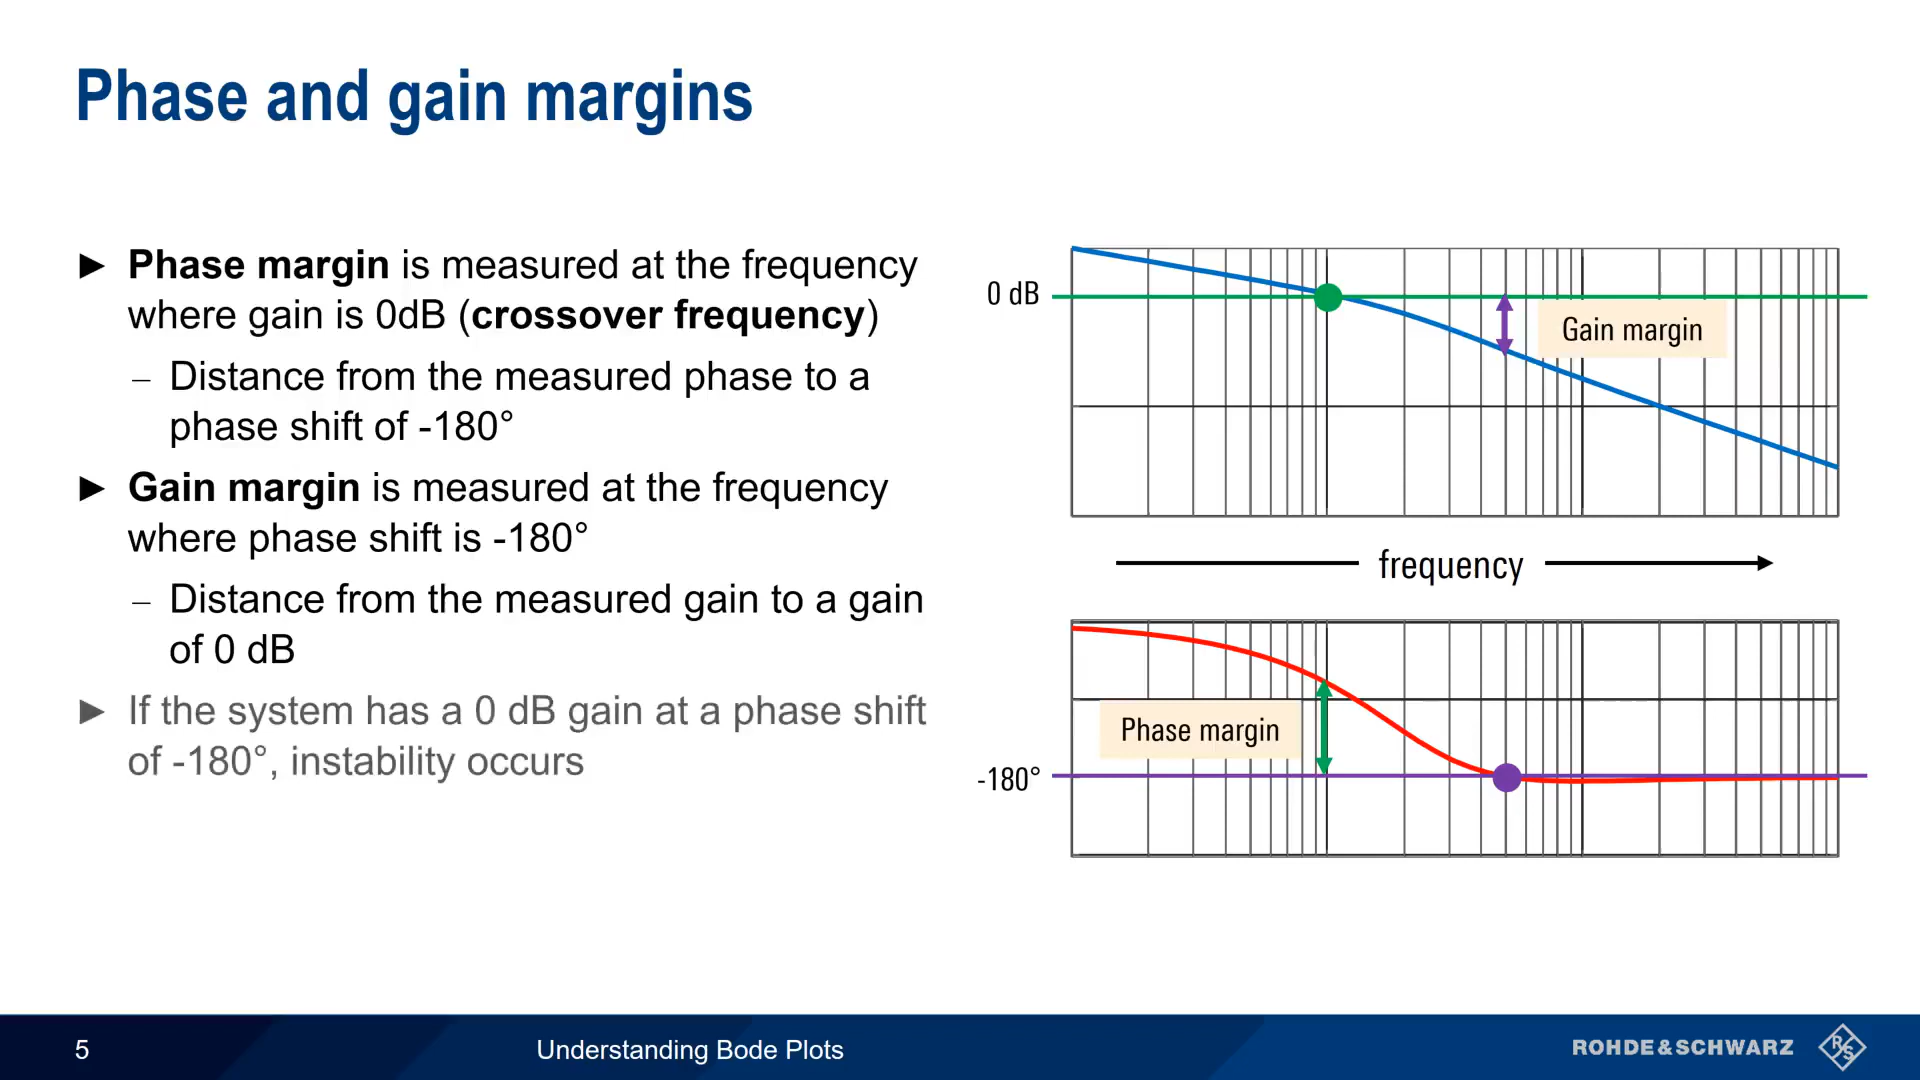 Phase and gain margins
► Phase margin is measured at the frequency
where gain is 0dB (crossover frequency)
– Distance from the measured phase to a
phase shift of -180°
► Gain margin is measured at the frequency
where phase shift is -180°
– Distance from the measured gain to a gain
of 0 dB
► If the system has a 0 dB gain at a phase shift
of -180°, instability occurs
0 dB
Gain margin
frequency
Phase margin
-180°
5
Understanding Bode Plots
ROHDE&SCHWARZ
R&S